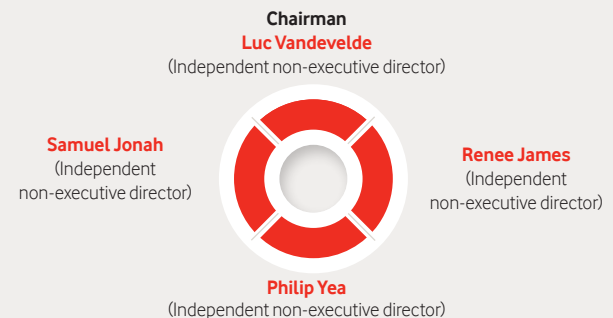 Chairman
Luc Vandevelde
(Independent non-executive director)
Samuel Jonah
(Independent
non-executive director)
Renee James
(Independent
non-executive director)
Philip Yea
(Independent non-executive director)